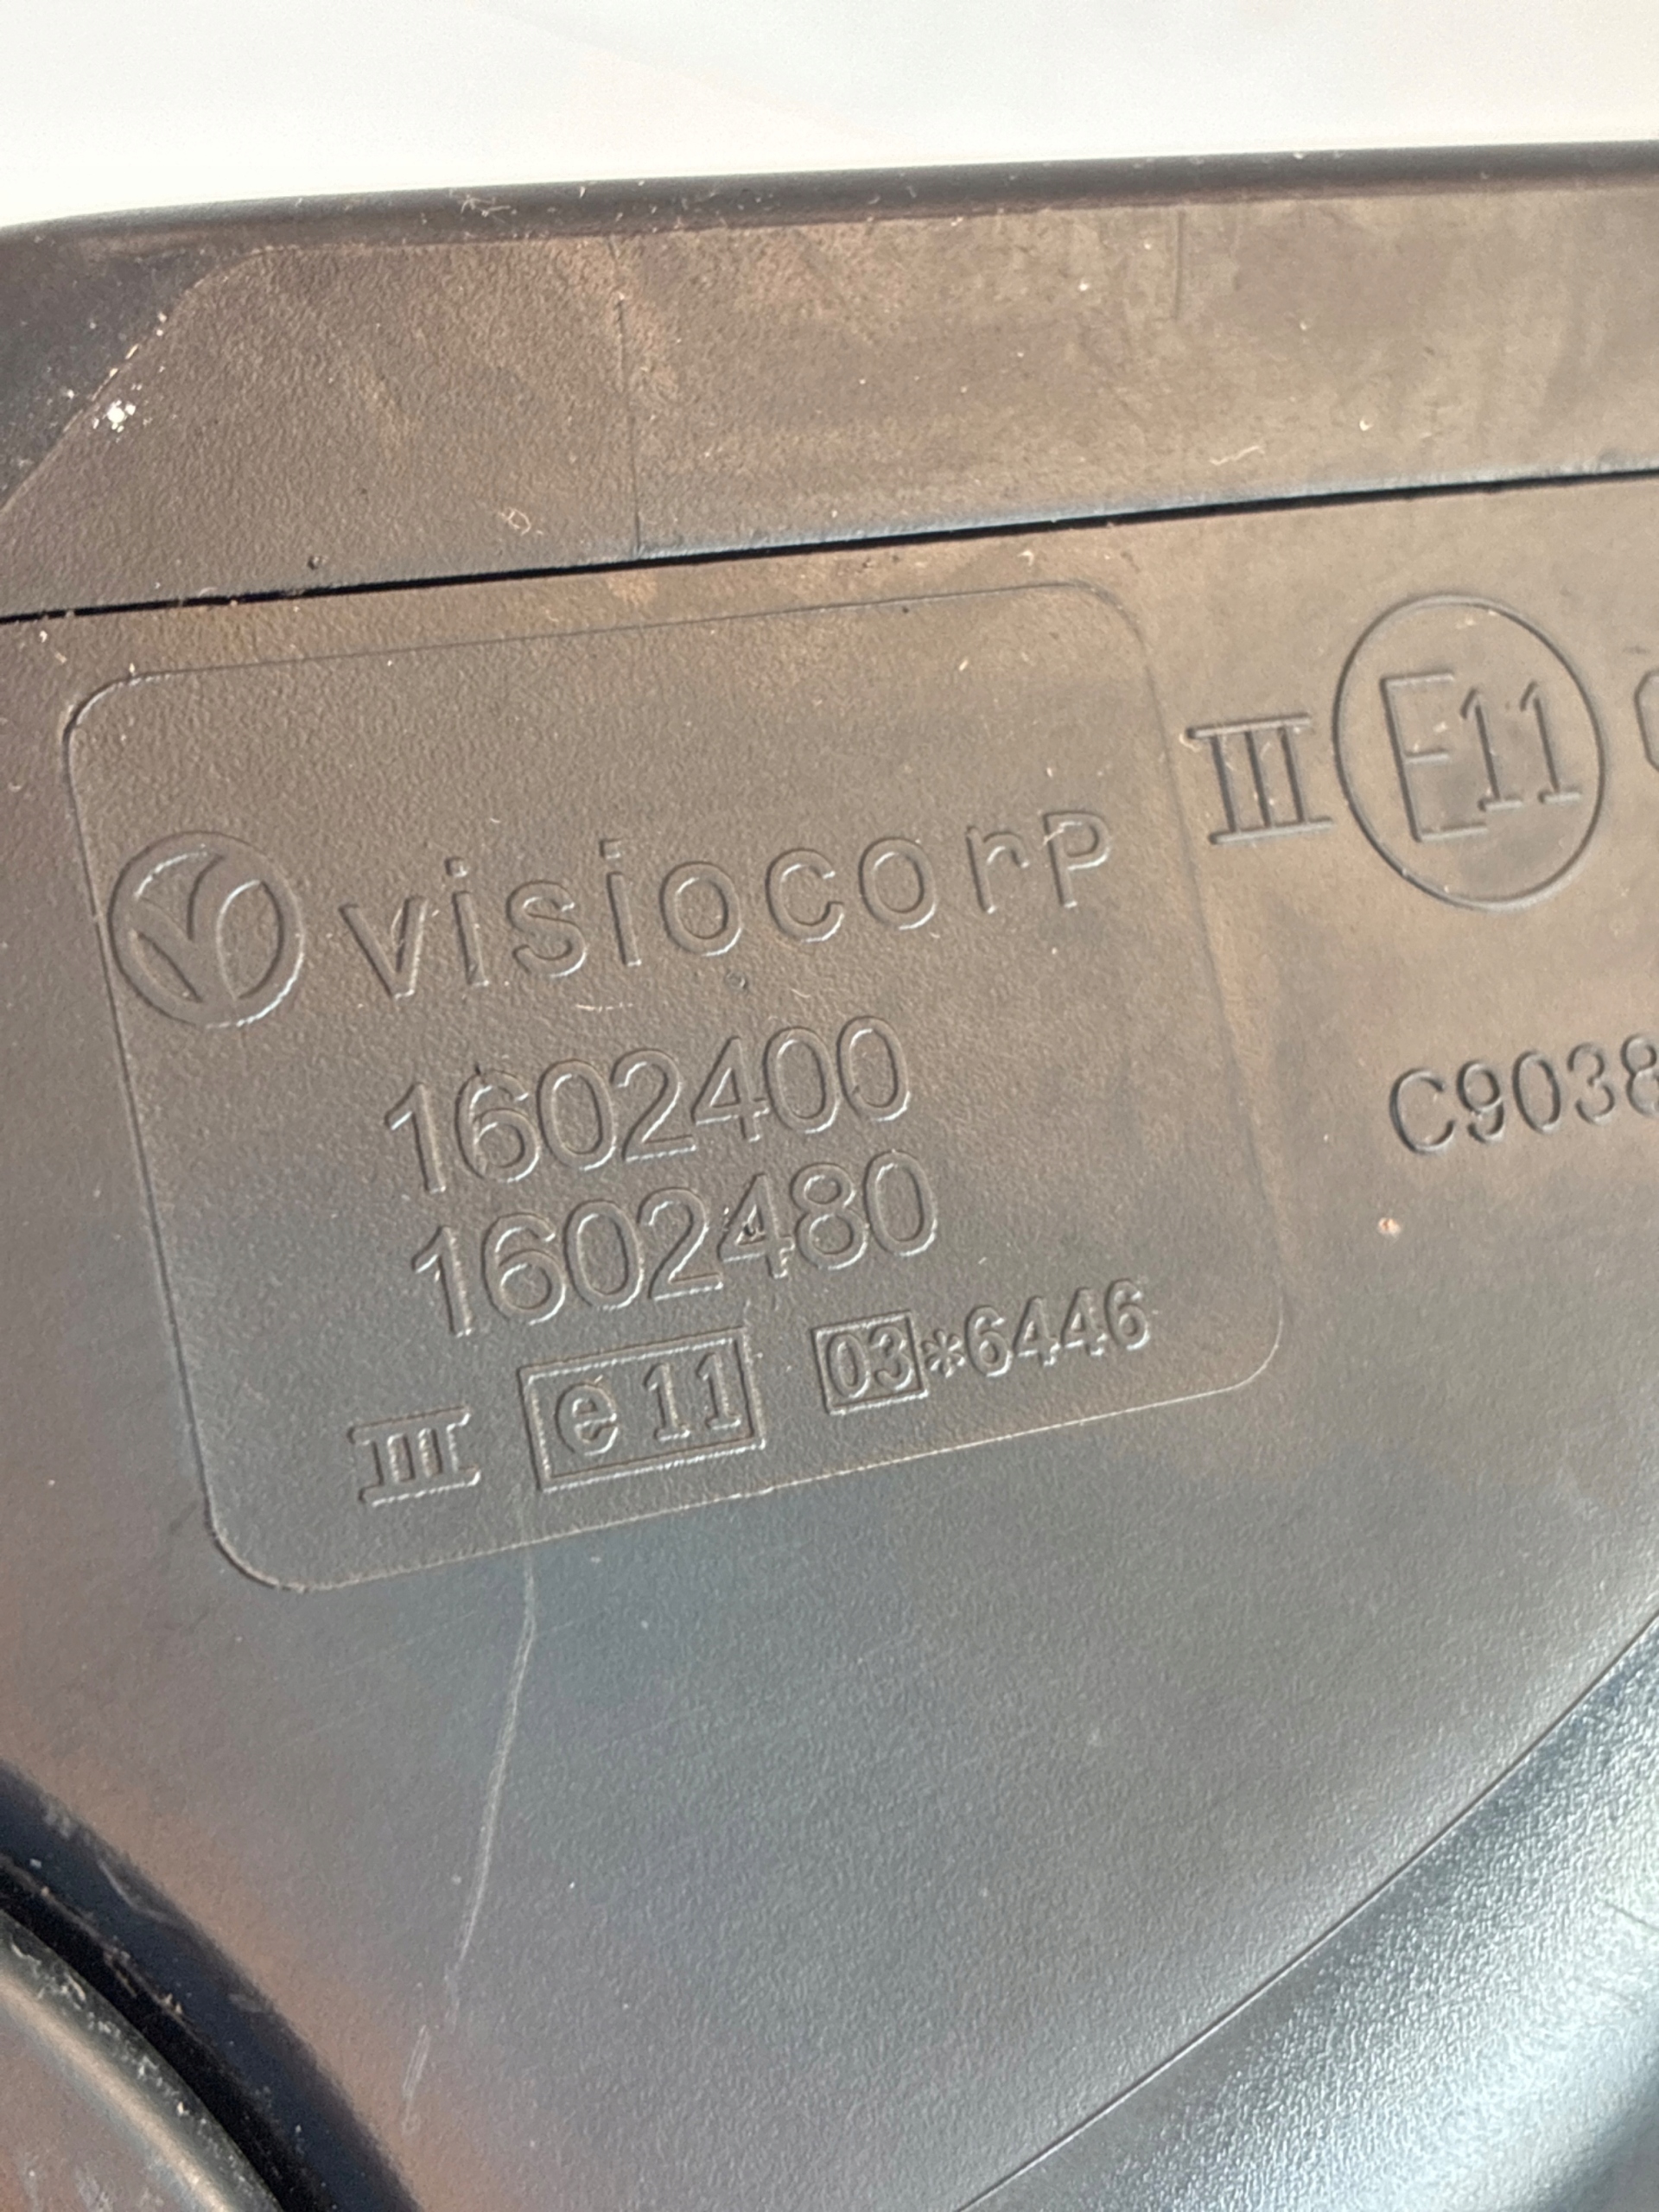 III E11
visiocorp
C9038
1602400
1602480
III e 11 03*6446